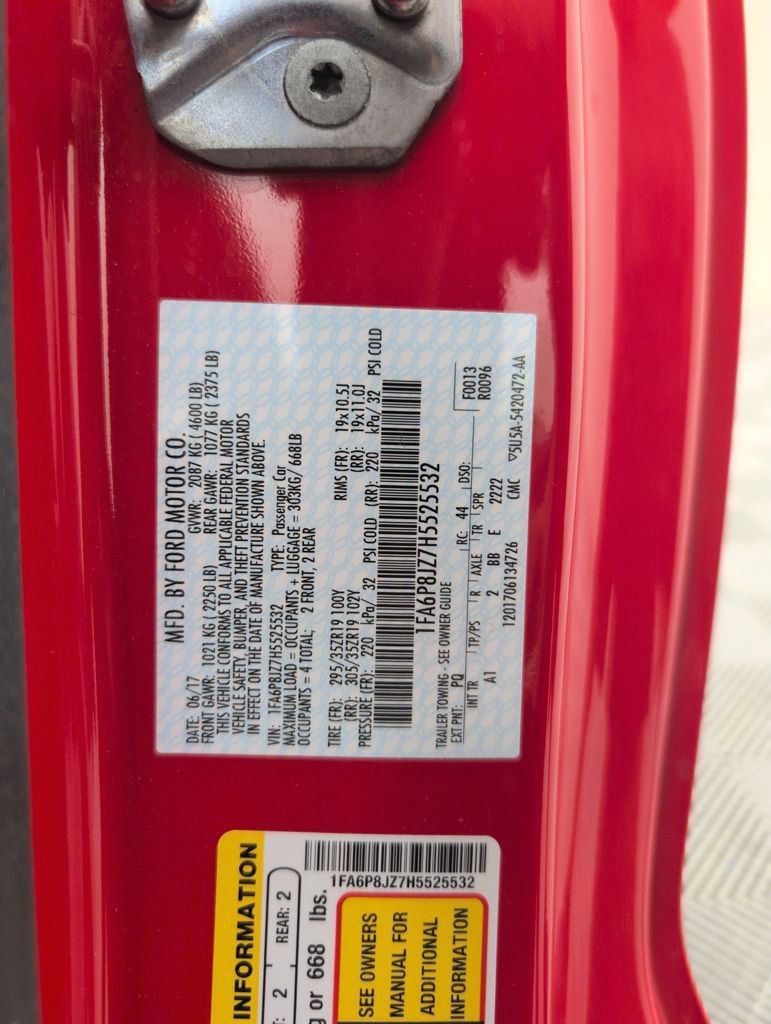 MFD. BY FORD MOTOR CO.
DATE: 06/17 GVWR: 2087 KG ( 4600 LB)
FRONT GAWR: 1021 KG ( 2250 LB) REAR GAWR: 1077 KG ( 2375 LB)
THIS VEHICLE CONFORMS TO ALL APPLICABLE FEDERAL MOTOR
VEHICLE SAFETY, BUMPER, AND THEFT PREVENTION STANDARDS
IN EFFECT ON THE DATE OF MANUFACTURE SHOWN ABOVE.
VIN: 1FA6P8JZ7H5525532 TYPE: Passenger Car
MAXIMUM LOAD = OCCUPANTS + LUGGAGE = 303KG/ 668LB
OCCUPANTS = 4 TOTAL; 2 FRONT, 2 REAR
TIRE (FR): 295/35ZR19 100Y RIMS (FR): 19x10.5J
(RR): 305/35ZR19 102Y (RR): 19x11.0J
PRESSURE(FR): 220 kPa/ 32 PSI COLD (RR): 220 kPa/ 32 PSI COLD
1FA6P8JZ7H5525532
TRAILER TOWING - SEE OWNER GUIDE
EXT PNT: PQ RC: 44 DSO: F0013
R0096
INT TR TP/PS R AXLE TR SPR
A1 2 BB E 2222
1201706134726 CMC ▽5U5A-5420472-AA
INFORMATION
2 REAR: 2
g or 668 lbs.
1FA6P8JZ7H5525532
SEE OWNERS
MANUAL FOR
ADDITIONAL
INFORMATION